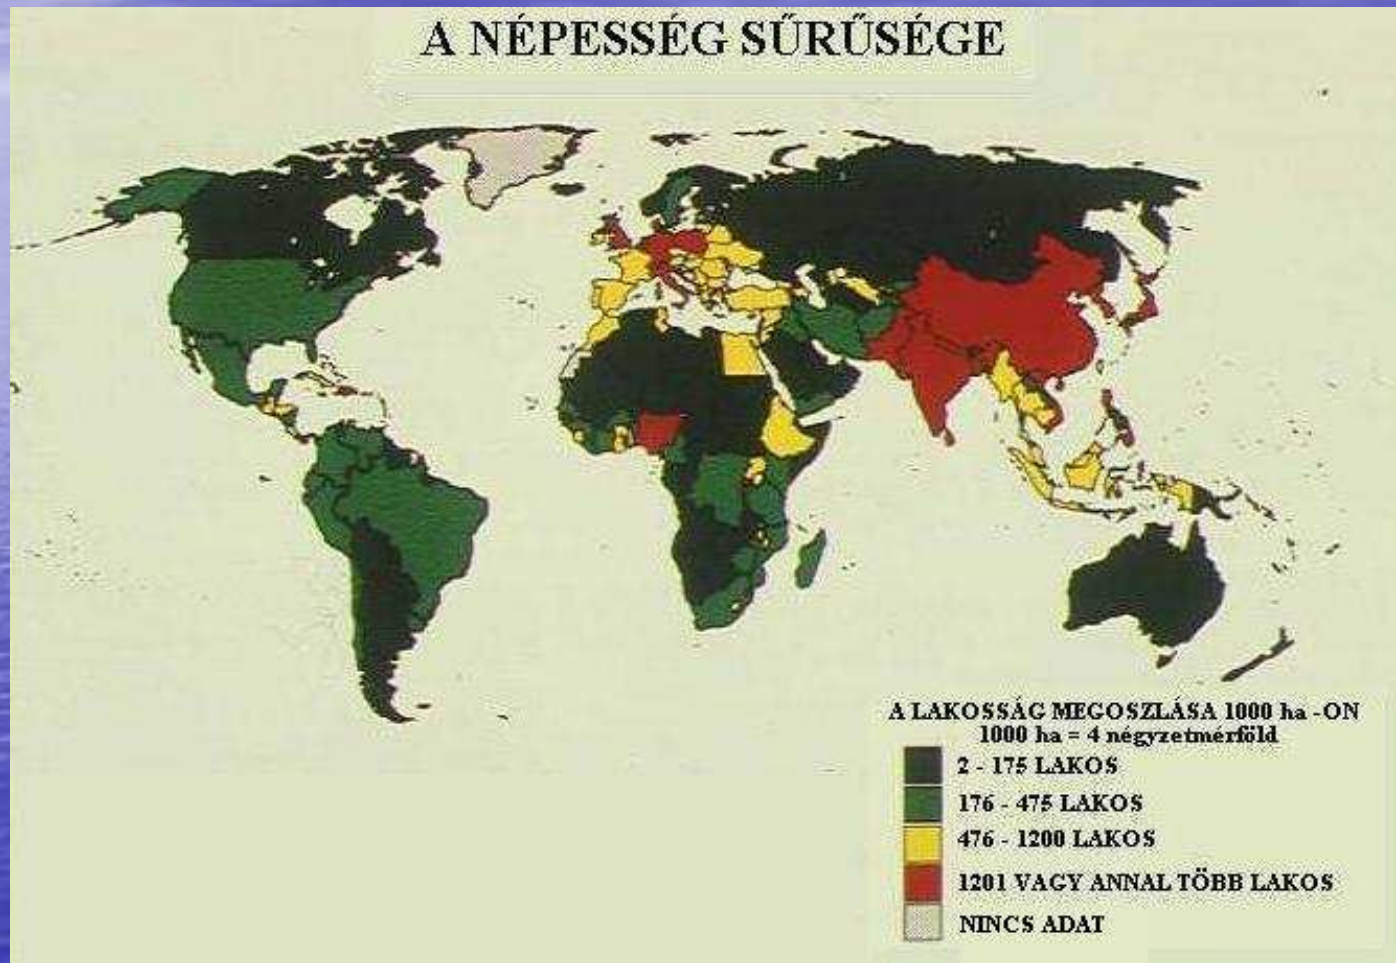 A NÉPESSÉG SŰRŰSÉGE
A LAKOSSÁG MEGOSZLÁSA 1000 ha -ON
1000 ha = 4 négyzetmérföld
2 - 175 LAKOS
176 - 475 LAKOS
476 - 1200 LAKOS
1201 VAGY ANNAL TÖBB LAKOS
NINCS ADAT